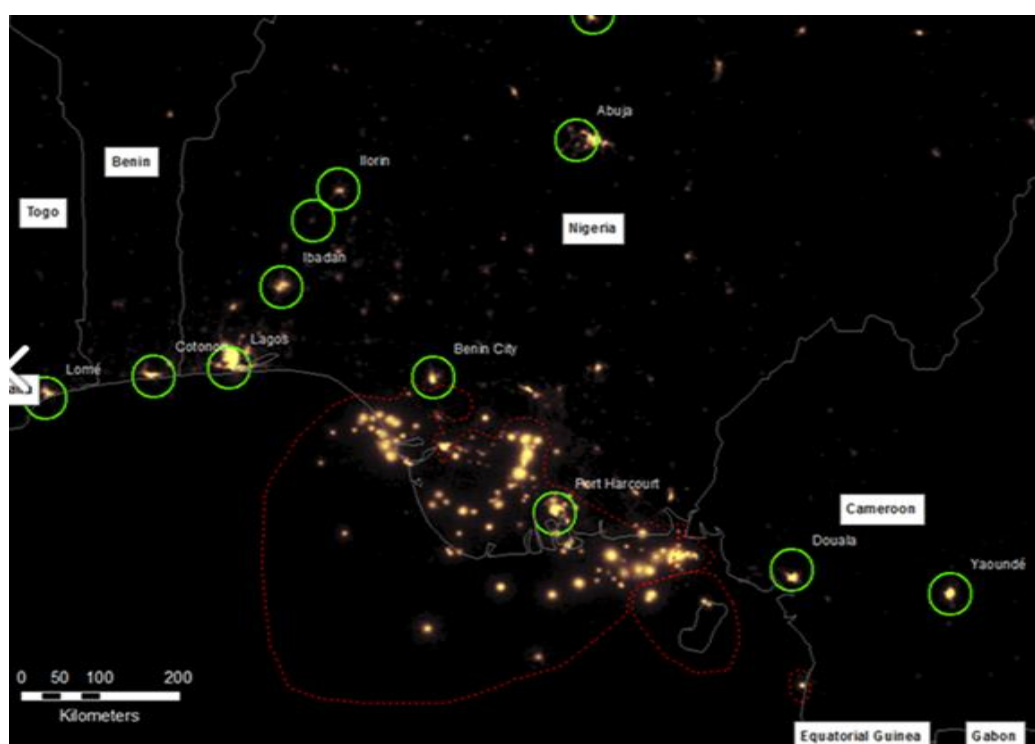 Abuja
Ilorin
Benin
Togo
Nigeria
Ibadan
Lagos
Cotonou
Benin City
Lomé
Port Harcourt
Cameroon
Douala
Yaoundé
0 50 100 200
Kilometers
Equatorial Guinea
Gabon